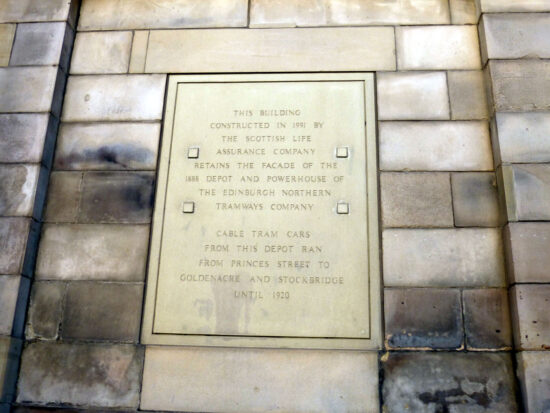 THIS BUILDING
CONSTRUCTED IN 1991 BY
THE SCOTTISH LIFE
ASSURANCE COMPANY
RETAINS THE FACADE OF THE
1888 DEPOT AND POWERHOUSE OF
THE EDINBURGH NORTHERN
TRAMWAYS COMPANY
CABLE TRAM CARS
FROM THIS DEPOT RAN
FROM PRINCES STREET TO
GOLDENACRE AND STOCKBRIDGE
UNTIL 1920